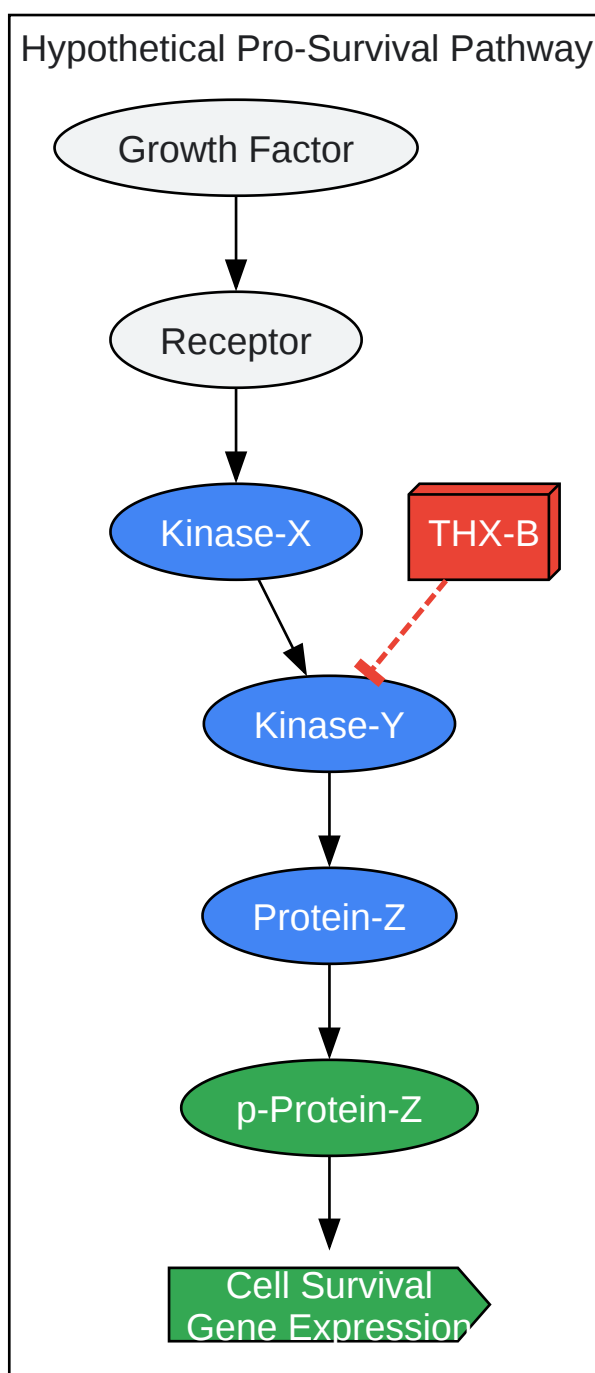 Hypothetical Pro-Survival Pathway
Growth Factor
Receptor
Kinase-X
THX-B
Kinase-Y
Protein-Z
p-Protein-Z
Cell Survival
Gene Expression